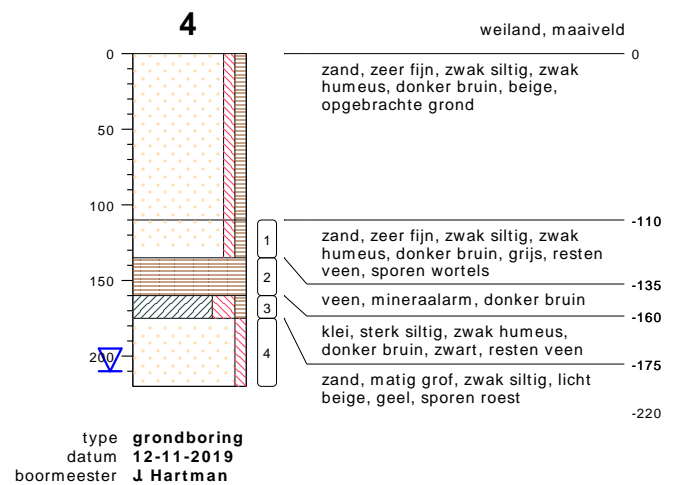 4
weiland, maaiveld
0
0
zand, zeer fijn, zwak siltig, zwak
humeus, donker bruin, beige,
opgebrachte grond
50
100
-110
1
zand, zeer fijn, zwak siltig, zwak
humeus, donker bruin, grijs, resten
veen, sporen wortels
-135
150
2
veen, mineraalarm, donker bruin
-160
3
klei, sterk siltig, zwak humeus,
donker bruin, zwart, resten veen
-175
200
4
zand, matig grof, zwak siltig, licht
beige, geel, sporen roest
-220
type grondboring
datum 12-11-2019
boormeester J. Hartman